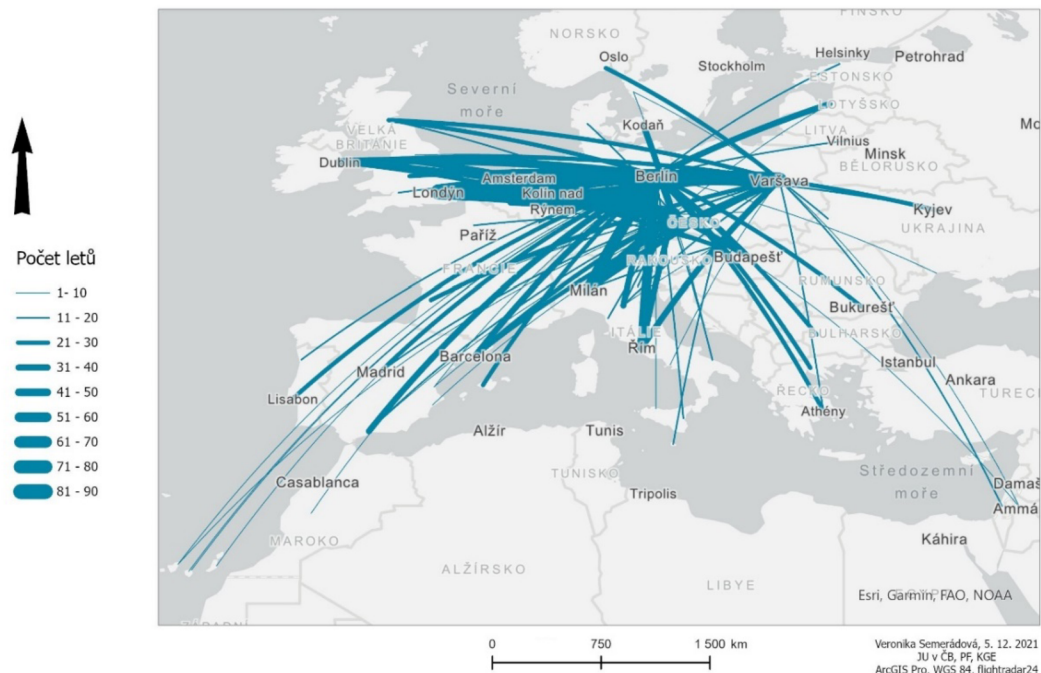 NORSKO
FINSKO
Oslo
Helsinky
Petrohrad
Stockholm
ESTONSKO
Severní
moře
LOTYŠSKO
Mo
Kodaň
VELKÁ
BRITÁNIE
LITVA
Vilnius
Minsk
Dublin
BĚLORUSKO
Berlín
Varšava
Amsterdam
Londýn
Kolín nad
Rýnem
Kyjev
Paříž
ČESKO
UKRAJINA
FRANCIE
RAKOUSKO
Budapešť
Milán
RUMUNSKO
Bukurešť
ITÁLIE
BULHARSKO
Řím
Barcelona
Madrid
Istanbul
Ankara
Lisabon
ŘECKO
TURECK
Athény
Alžír
Tunis
Casablanca
TUNISKO
Středozemní
moře
Damaš
Tripolis
Ammá
MAROKO
Káhira
ALŽÍRSKO
LIBYE
Esri, Garmin, FAO, NOAA
Počet letů
1- 10
11 - 20
21 - 30
31 - 40
41 - 50
51 - 60
61 - 70
71 - 80
81 - 90
0 750 1 500 km
Veronika Semerádová, 5. 12. 2021
JU v ČB, PF, KGE
ArcGIS Pro, WGS 84, flightradar24